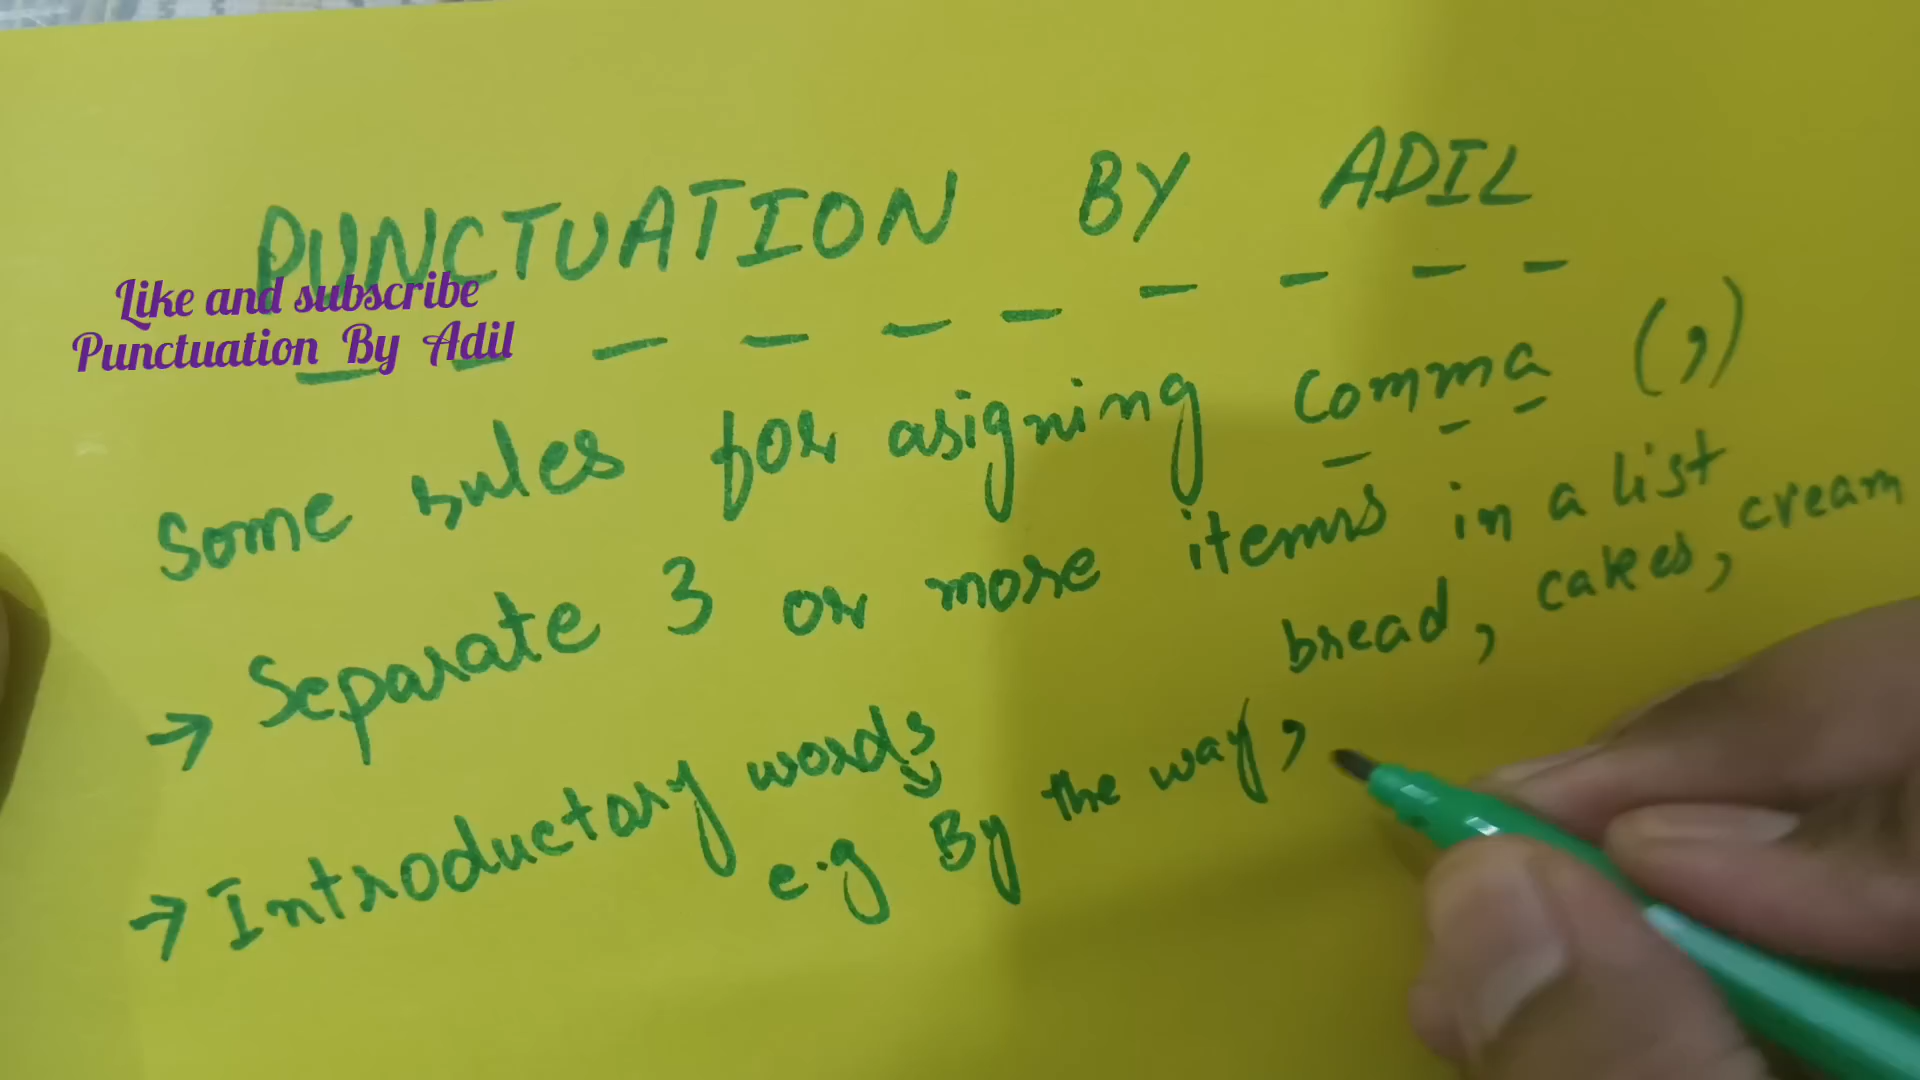 PUNCTUATION BY ADIL
Like and subscribe
Punctuation By Adil
Some rules for asigning comma (,)
→ Separate 3 or more items in a list
bread, cakes, cream
→ Introductory words
e.g By the way,